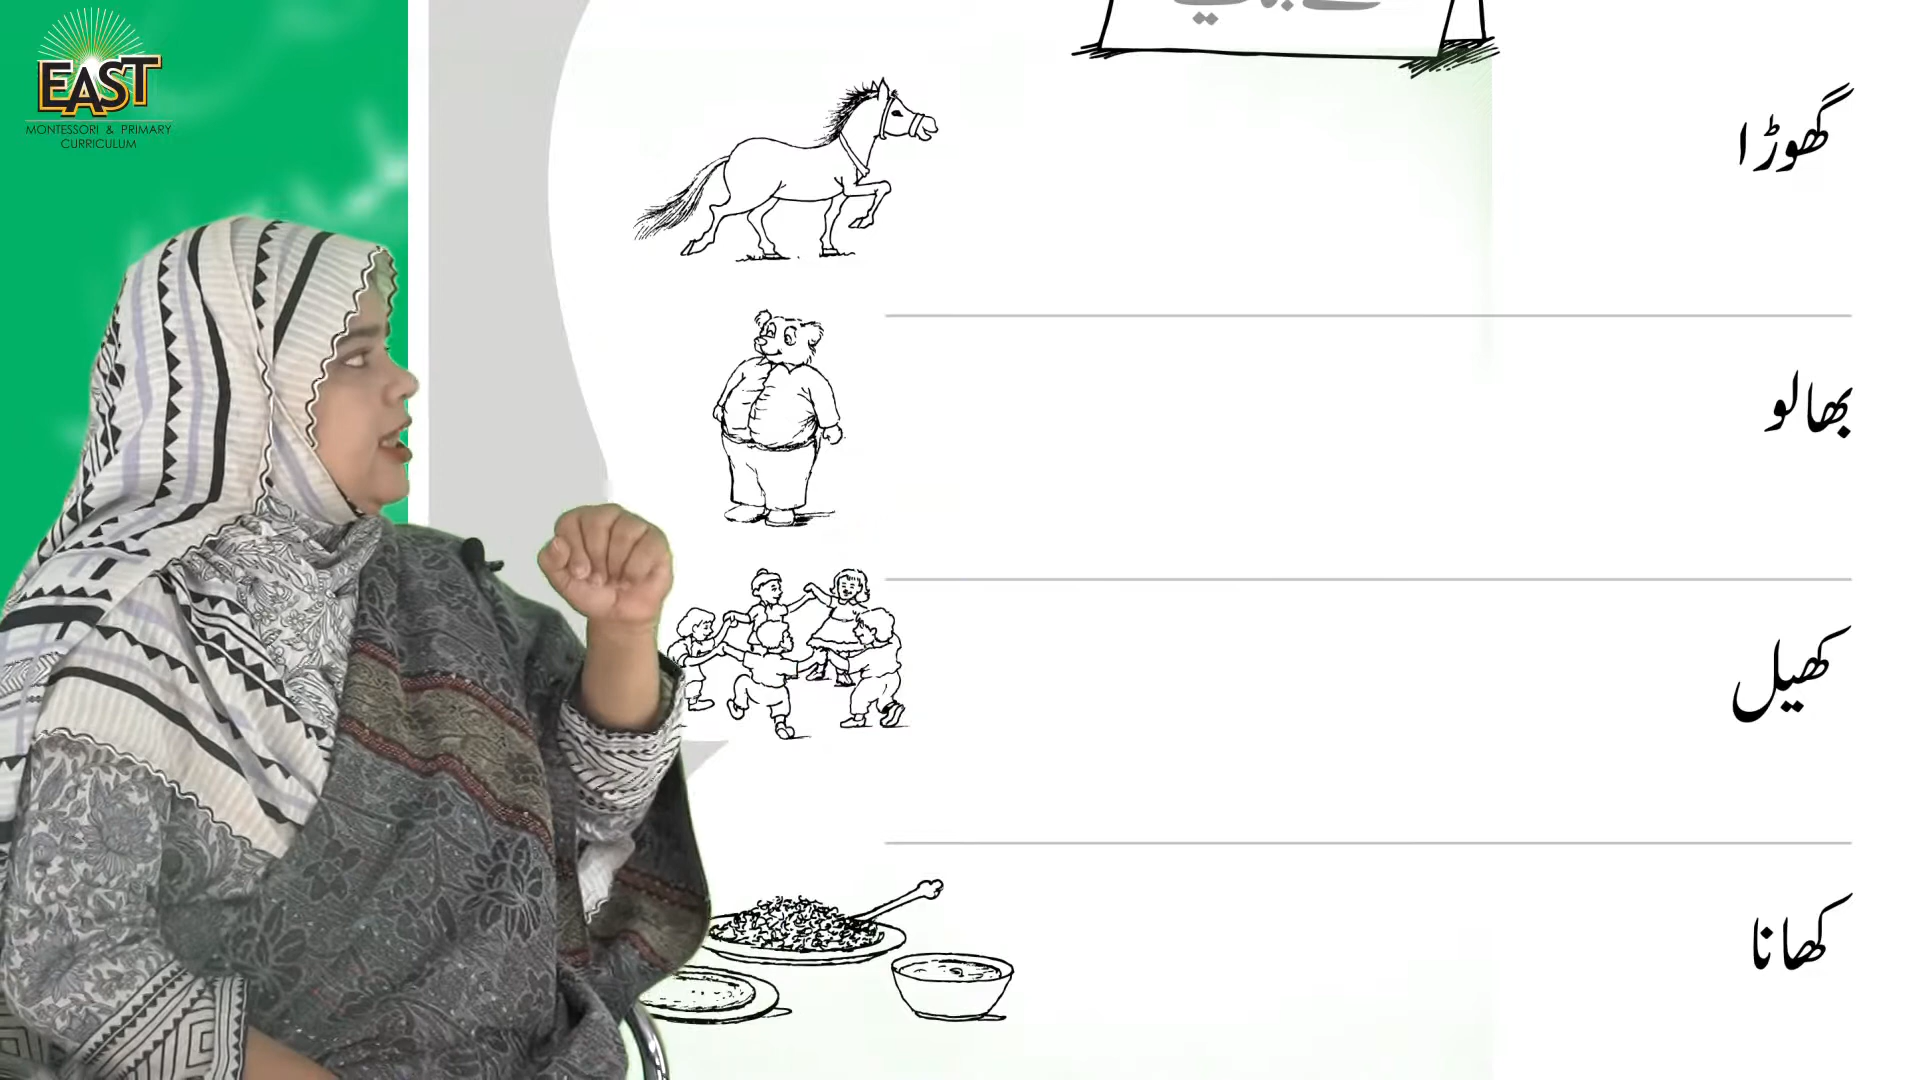 EAST
MONTESSORI & PRIMARY
CURRICULUM
گھوڑا
بھالو
کھیل
کھانا